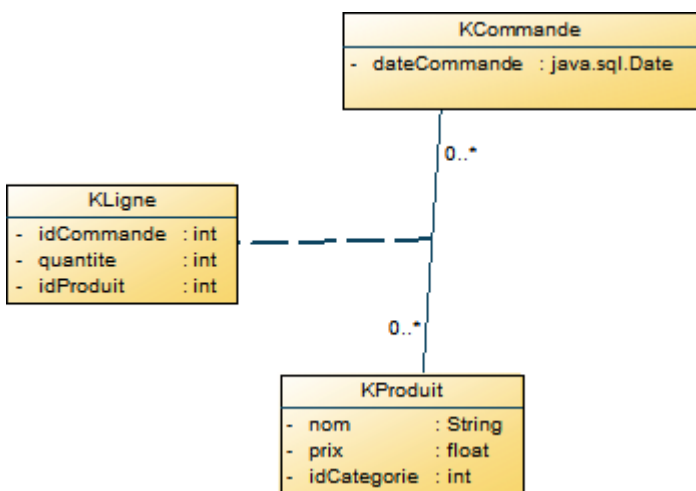 KCommande
- dateCommande : java.sql.Date
0..*
KLigne
- idCommande : int
- quantite : int
- idProduit : int
0..*
KProduit
- nom : String
- prix : float
- idCategorie : int